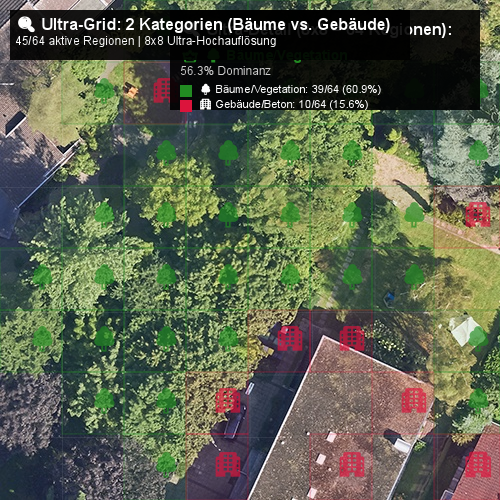 Ultra-Grid: 2 Kategorien (Bäume vs. Gebäude)
45/64 aktive Regionen | 8x8 Ultra-Hochauflösung
56.3% Dominanz
Bäume/Vegetation: 39/64 (60.9%)
Gebäude/Beton: 10/64 (15.6%)